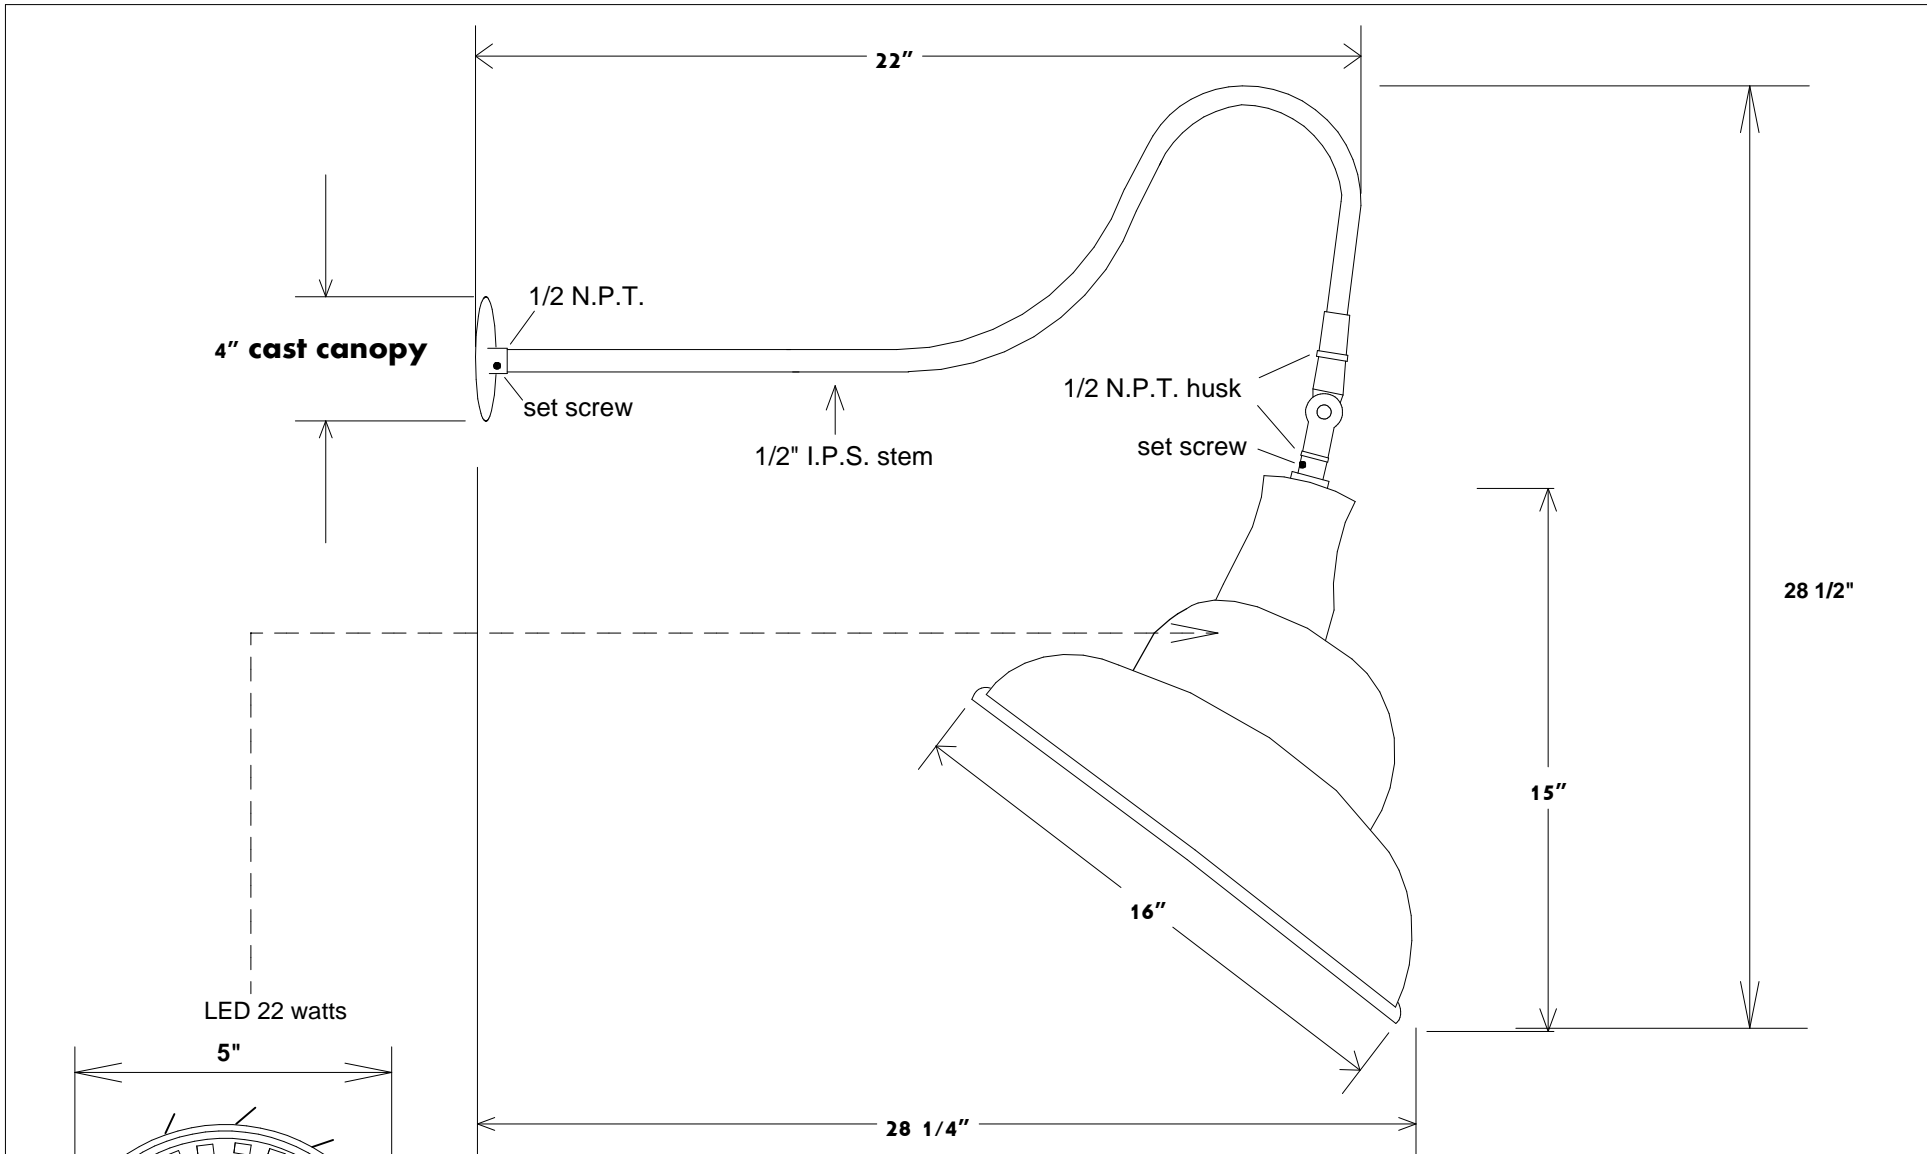 22″
1/2 N.P.T.
4″ cast canopy
1/2 N.P.T. husk
set screw
set screw
1/2" I.P.S. stem
28 1/2"
15″
16″
LED 22 watts
5"
28 1/4″